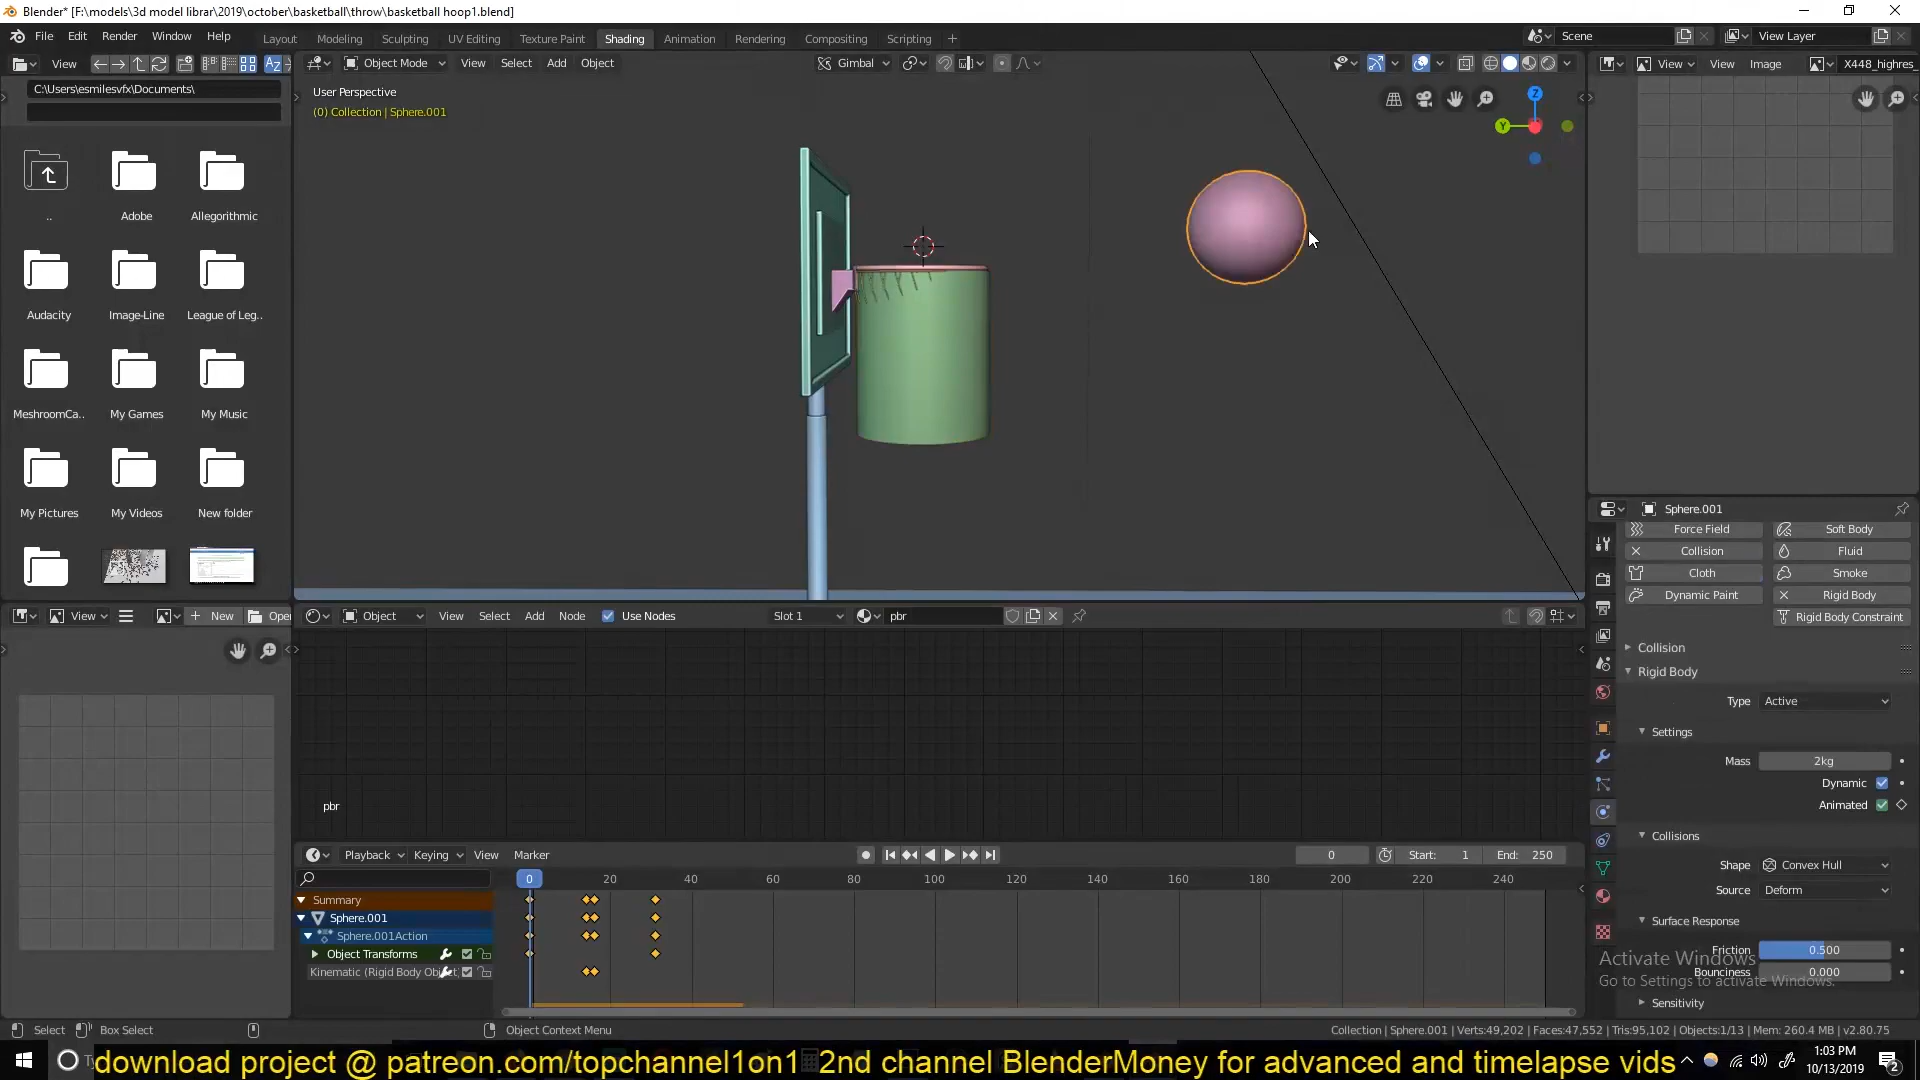 Blender* [F:\models\3d model librar\2019\october\basketball\throw\basketball hoop1.blend]
File Edit Render Window Help
Layout Modeling Sculpting UV Editing Texture Paint Shading Animation Rendering Compositing Scripting
Scene
View Layer
View
Object Mode View Select Add Object
Gimbal
View View Image X448_highres_
C:\Users\esmilesvfx\Documents\
User Perspective
(0) Collection | Sphere.001
Z
Y
..
Adobe
Allegorithmic
Audacity
Image-Line
League of Leg..
MeshroomCa..
My Games
My Music
My Pictures
My Videos
New folder
Sphere.001
Force Field Soft Body
Collision Fluid
Cloth Smoke
Dynamic Paint Rigid Body
Rigid Body Constraint
Collision
Rigid Body
Type Active
Settings
Mass 2kg
Dynamic
Animated
Collisions
Shape Convex Hull
Source Deform
Surface Response
Friction 0.500
Bounciness 0.000
Sensitivity
Activate Windows
Go to Settings to activate Windows.
View New Open
Object View Select Add Node Use Nodes Slot 1 pbr
pbr
Playback Keying View Marker
0 Start: 1 End: 250
0 20 40 60 80 100 120 140 160 180 200 220 240
Summary
Sphere.001
Sphere.001Action
Object Transforms
Kinematic (Rigid Body Object
Select Box Select Object Context Menu
Collection | Sphere.001 | Verts:49,202 | Faces:47,552 | Tris:95,102 | Objects:1/13 | Mem: 260.4 MB | v2.80.75
download project @ patreon.com/topchannel1on1 2nd channel BlenderMoney for advanced and timelapse vids
1:03 PM
10/13/2019
2